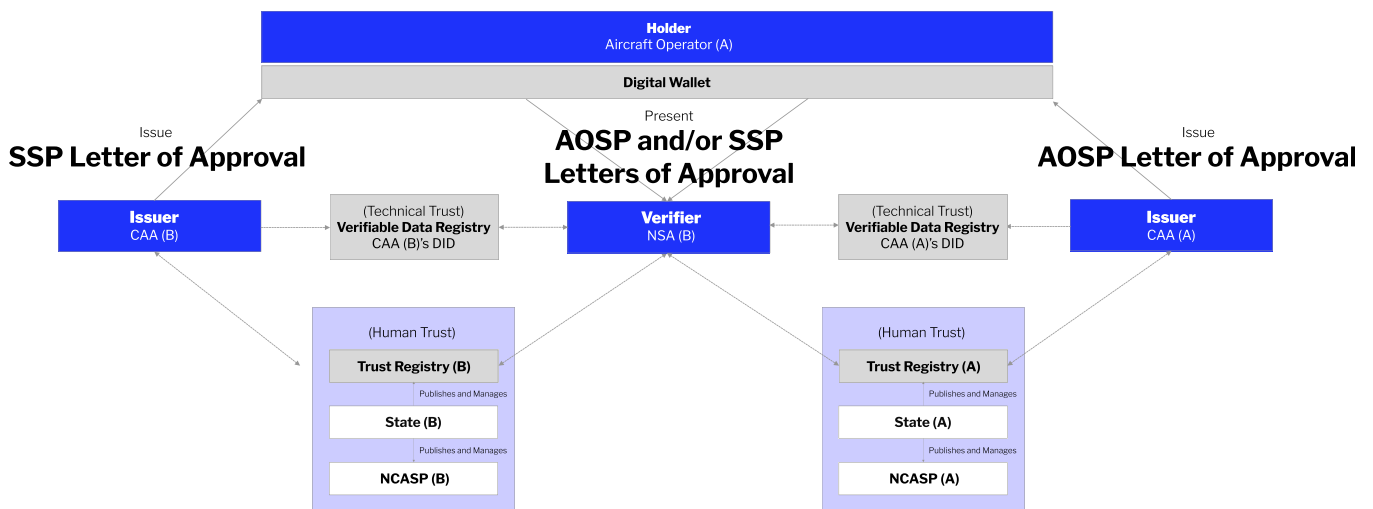 Holder
Aircraft Operator (A)
Digital Wallet
Issue
SSP Letter of Approval
Present
AOSP and/or SSP
Letters of Approval
Issue
AOSP Letter of Approval
Issuer
CAA (B)
(Technical Trust)
Verifiable Data Registry
CAA (B)’s DID
Verifier
NSA (B)
(Technical Trust)
Verifiable Data Registry
CAA (A)’s DID
Issuer
CAA (A)
(Human Trust)
Trust Registry (B)
Publishes and Manages
State (B)
Publishes and Manages
NCASP (B)
(Human Trust)
Trust Registry (A)
Publishes and Manages
State (A)
Publishes and Manages
NCASP (A)